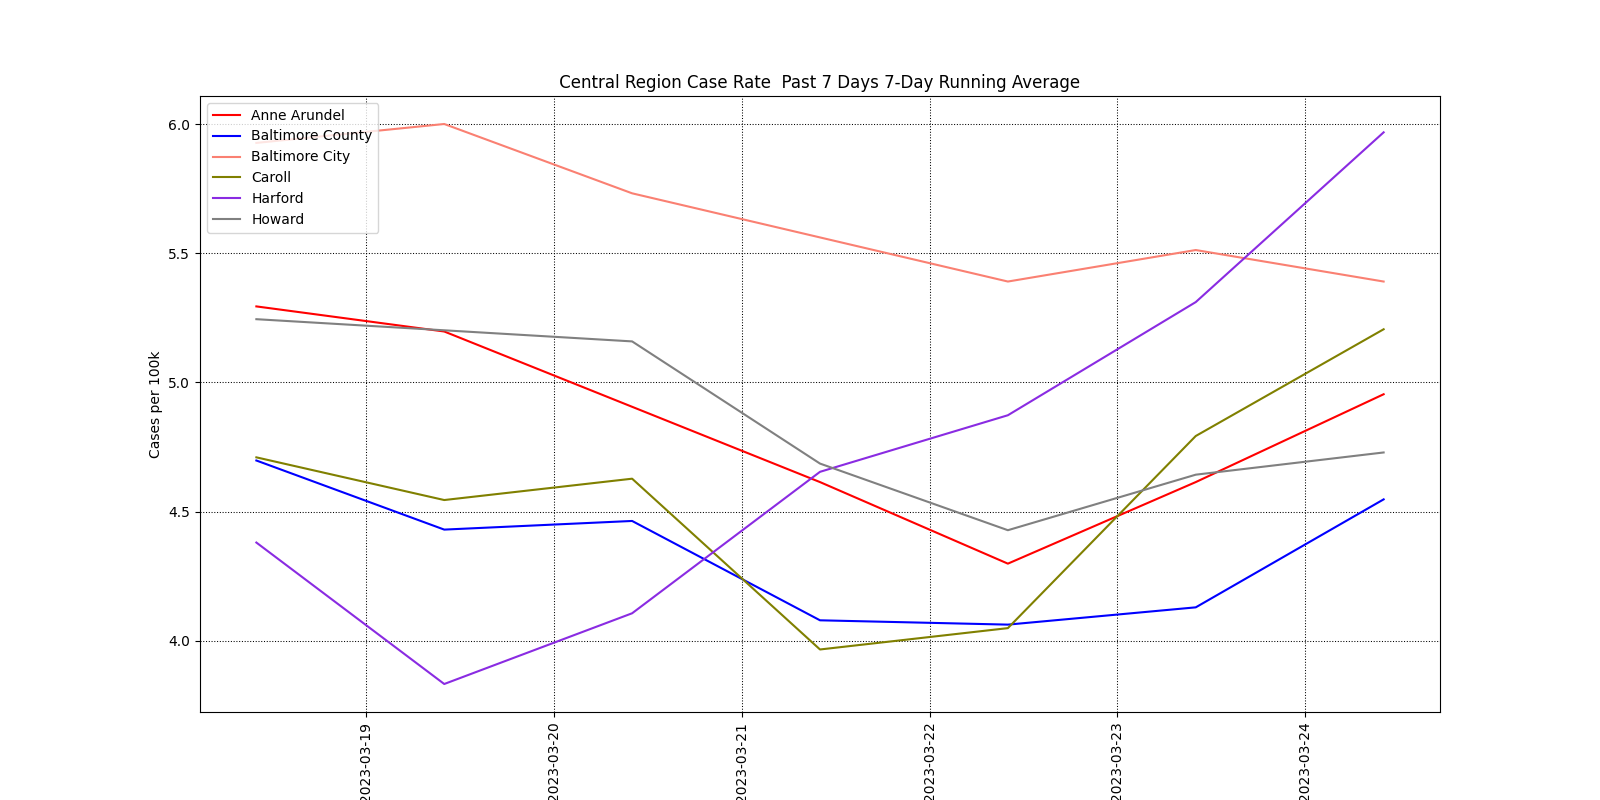 Central Region Case Rate  Past 7 Days 7-Day Running Average
Anne Arundel
Baltimore County
Baltimore City
Caroll
Harford
Howard
6.0
5.5
5.0
4.5
4.0
Cases per 100k
2023-03-19
2023-03-20
2023-03-21
2023-03-22
2023-03-23
2023-03-24